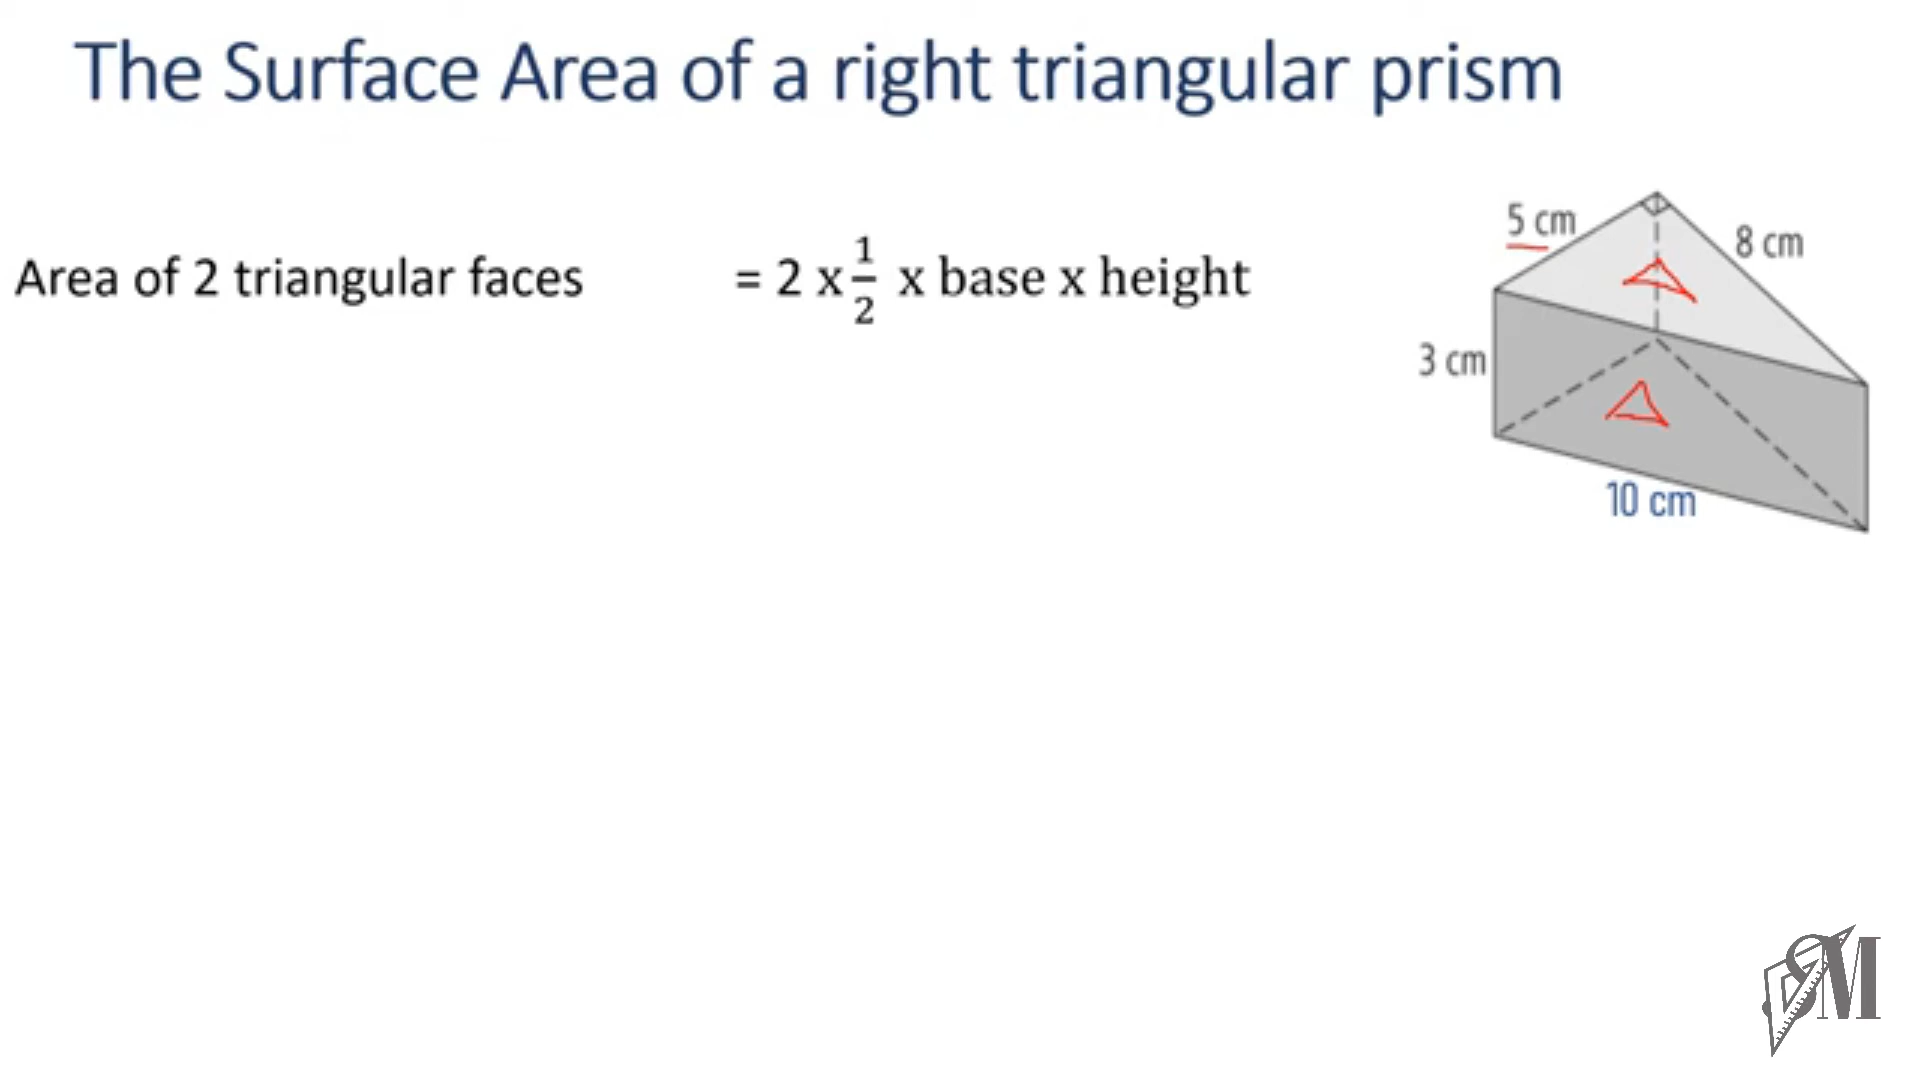 The Surface Area of a right triangular prism
Area of 2 triangular faces = 2 x 1/2 x base x height
5 cm
8 cm
3 cm
10 cm
SM